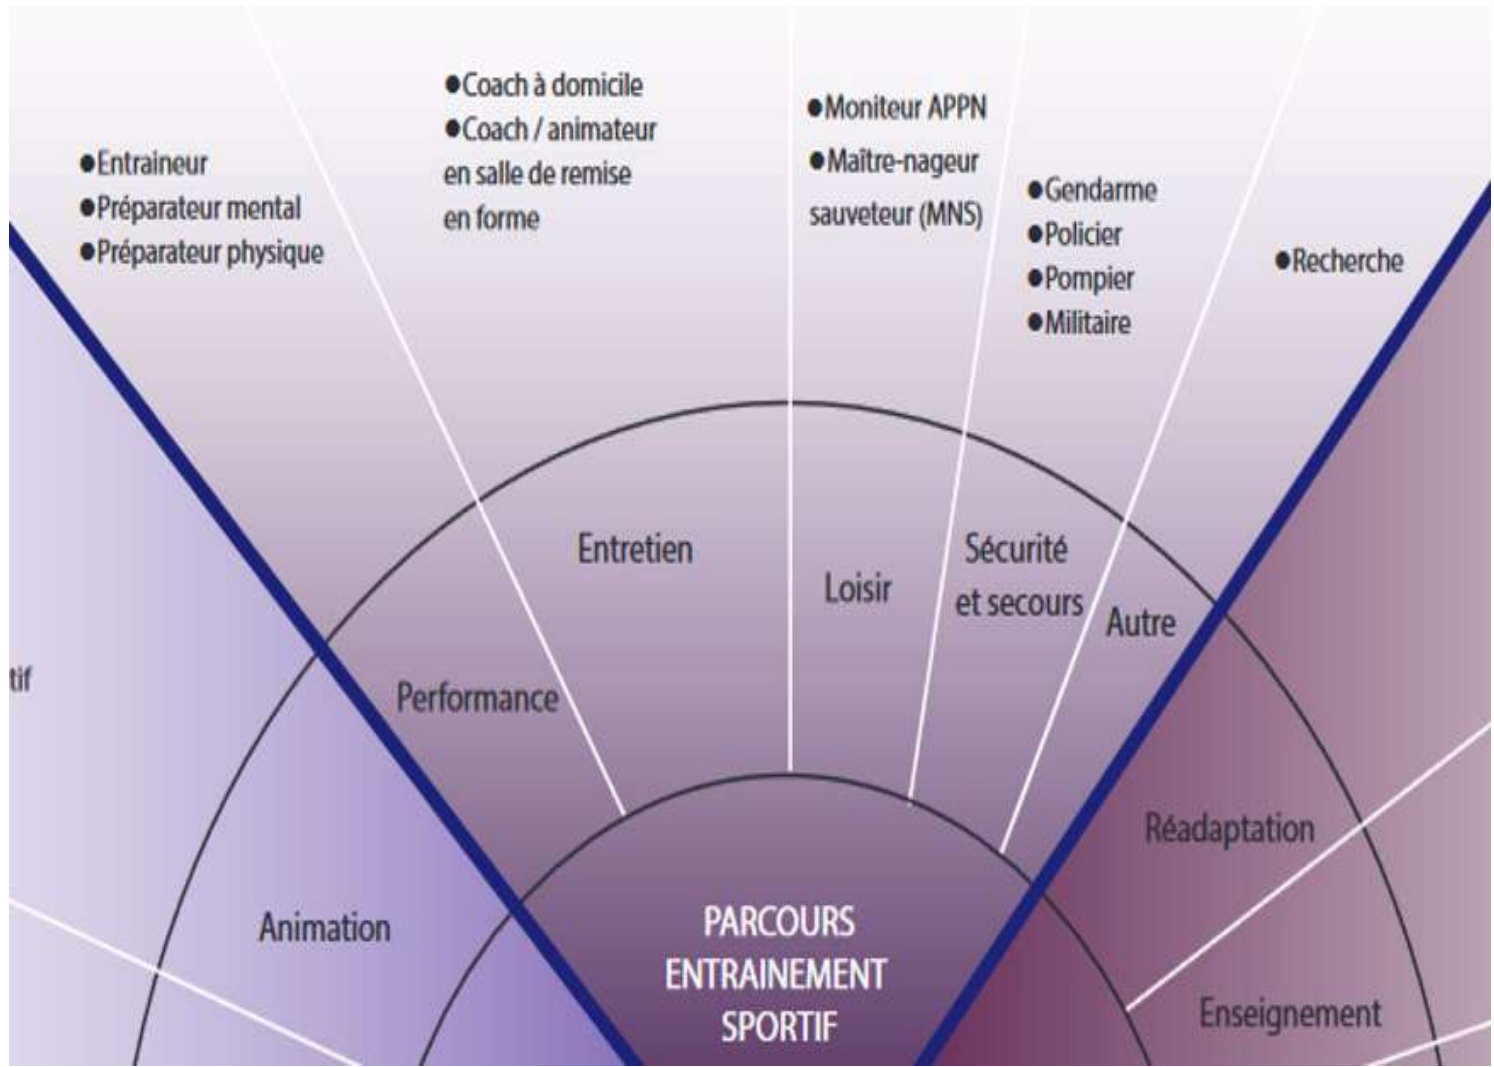 ●Entraineur
●Préparateur mental
●Préparateur physique
●Coach à domicile
●Coach / animateur
en salle de remise
en forme
●Moniteur APPN
●Maître-nageur
sauveteur (MNS)
●Gendarme
●Policier
●Pompier
●Militaire
●Recherche
Performance
Entretien
Loisir
Sécurité
et secours
Autre
tif
Animation
Réadaptation
Enseignement
PARCOURS
ENTRAINEMENT
SPORTIF